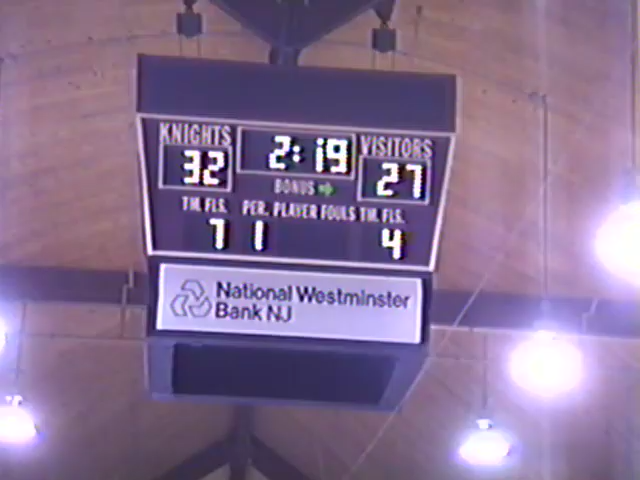 KNIGHTS 2:19 VISITORS
32 27
BONUS
TM. FLS. PER. PLAYER FOULS TM. FLS.
7 1 4
National Westminster
Bank NJ